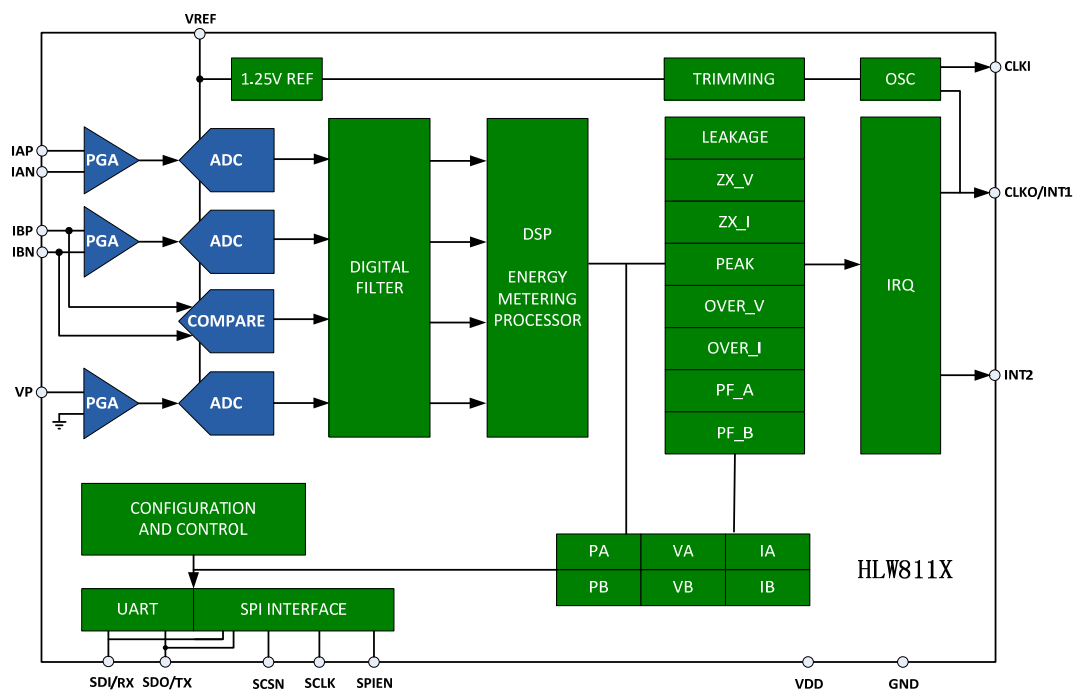 VREF
1.25V REF
TRIMMING
OSC
CLKI
IAP
IAN
PGA
ADC
LEAKAGE
ZX_V
CLKO/INT1
IBP
IBN
PGA
ADC
ZX_I
DIGITAL
FILTER
DSP
ENERGY
METERING
PROCESSOR
PEAK
IRQ
COMPARE
OVER_V
OVER_I
VP
PGA
ADC
PF_A
INT2
PF_B
CONFIGURATION
AND CONTROL
PA
VA
IA
PB
VB
IB
HLW811X
UART
SPI INTERFACE
SDI/RX
SDO/TX
SCSN
SCLK
SPIEN
VDD
GND